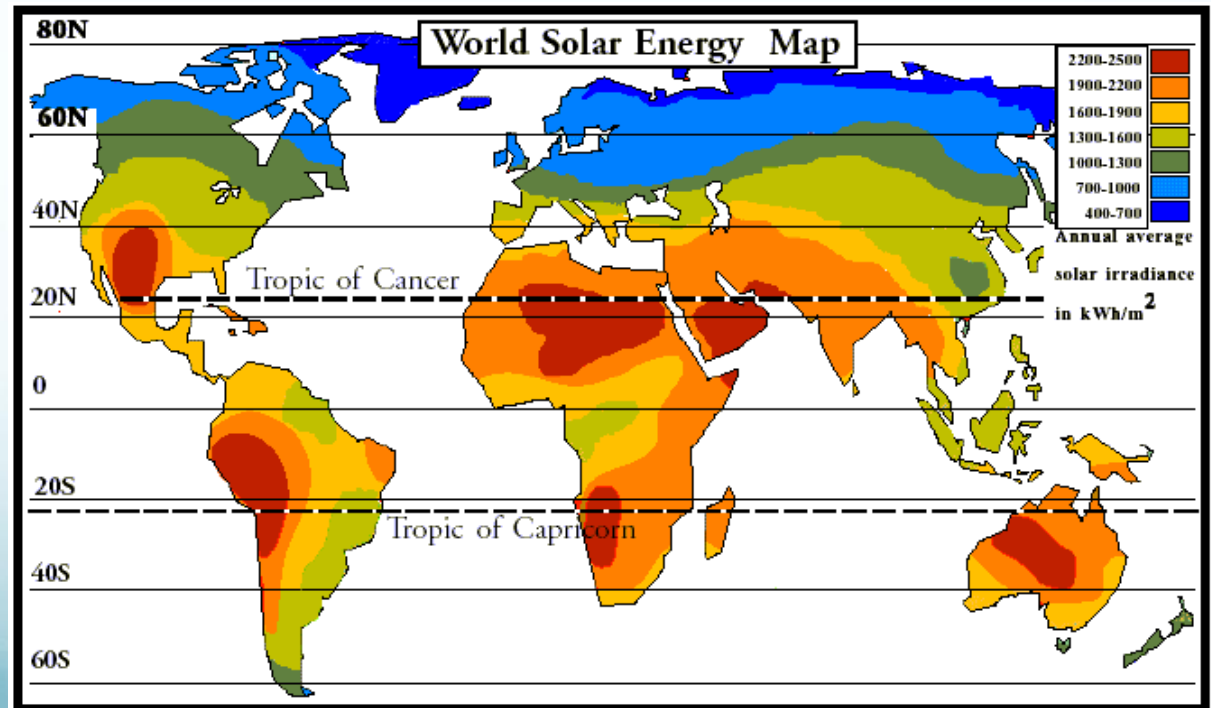 World Solar Energy Map
80N
60N
40N
20N
0
20S
40S
60S
Tropic of Cancer
Tropic of Capricorn
2200-2500
1900-2200
1600-1900
1300-1600
1000-1300
700-1000
400-700
Annual average
solar irradiance
in kWh/m²